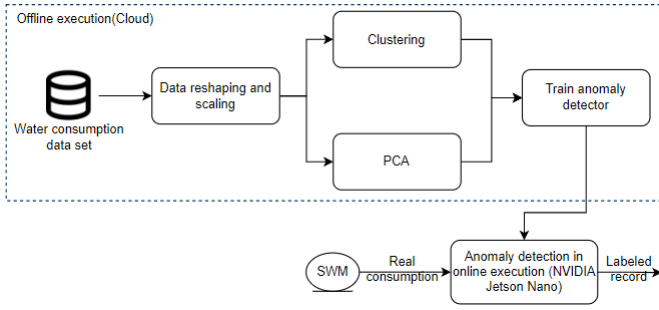 Offline execution(Cloud)
Clustering
Data reshaping and
scaling
Train anomaly
detector
Water consumption
data set
PCA
SWM
Real
consumption
Anomaly detection in
online execution (NVIDIA
Jetson Nano)
Labeled
record